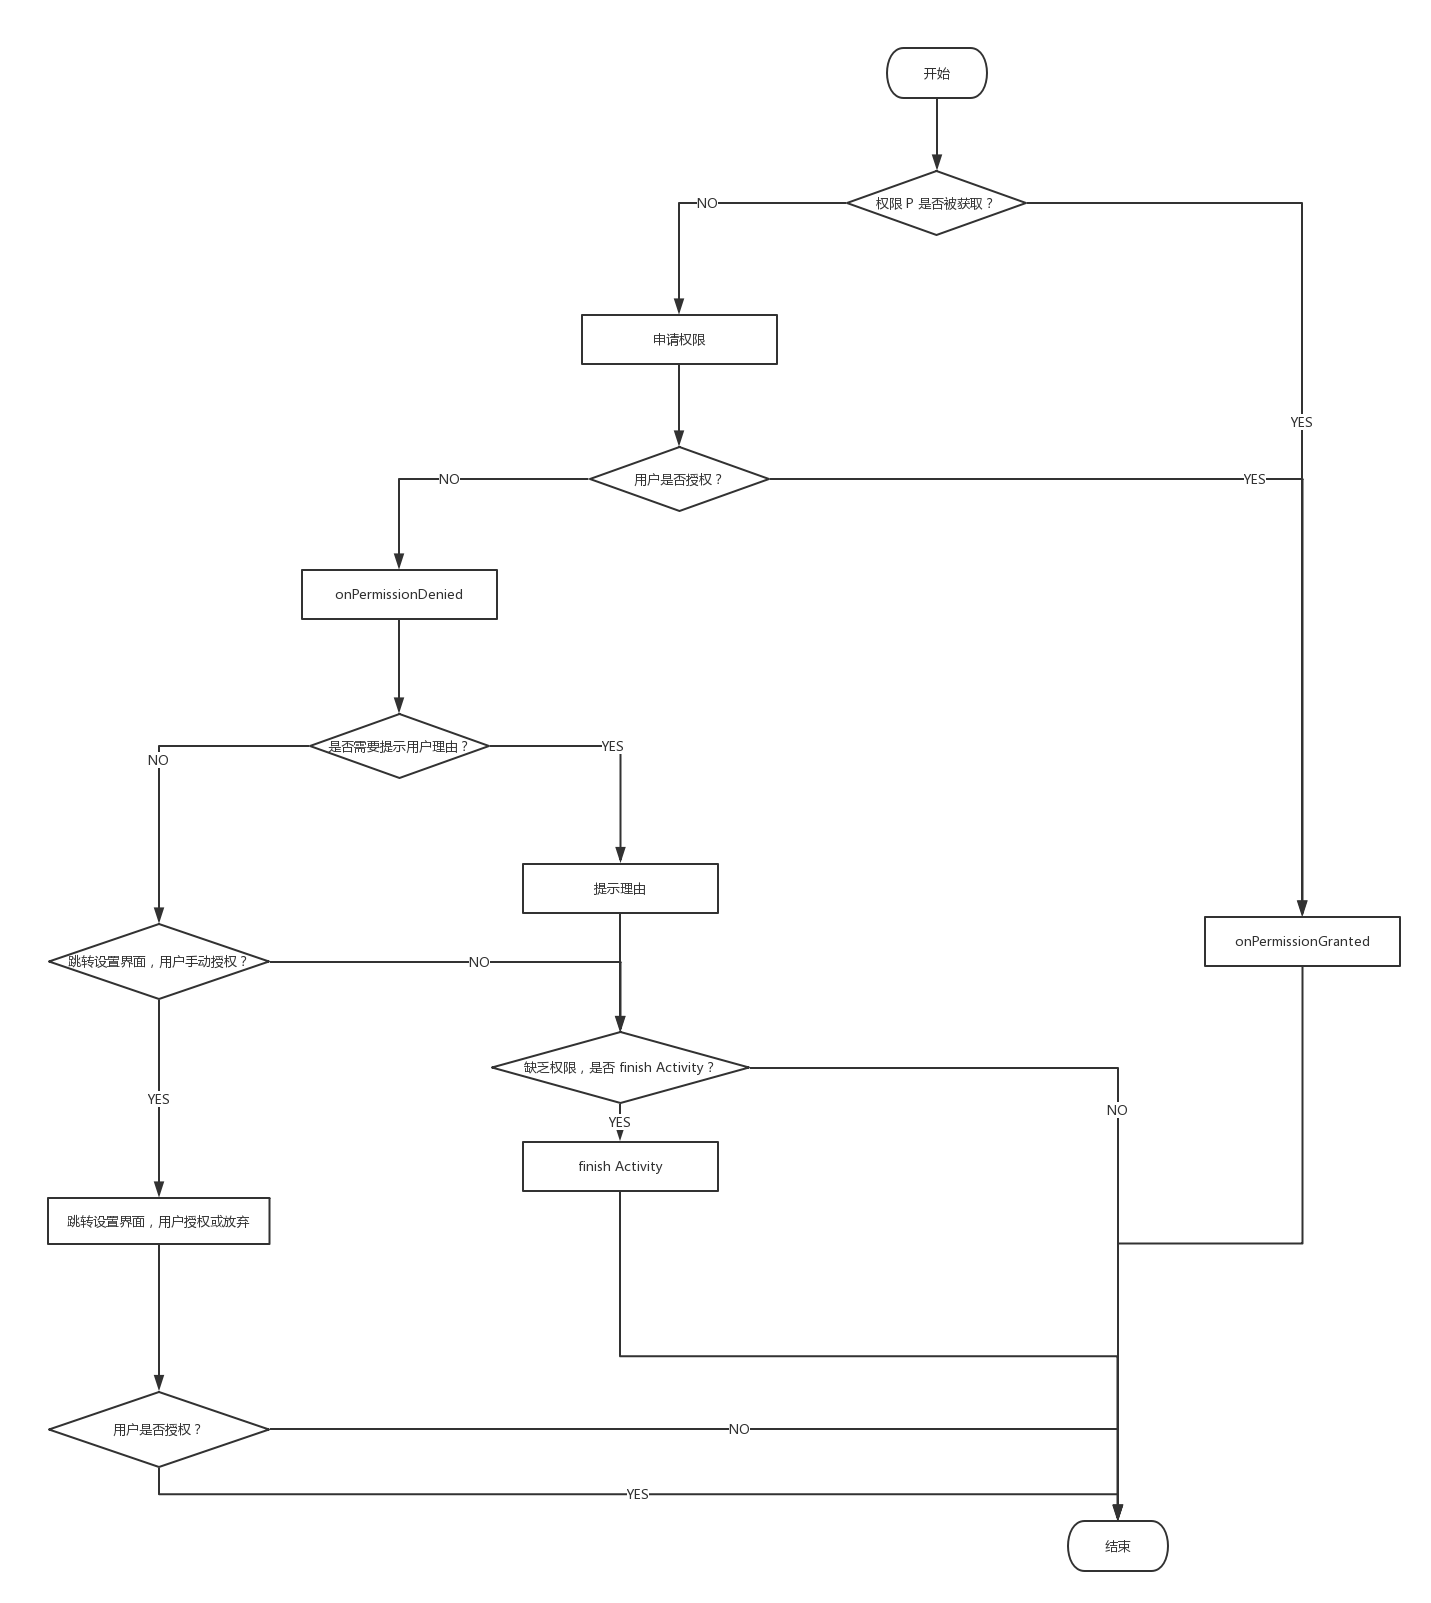 开始
权限 P 是否被获取？
NO
申请权限
YES
用户是否授权？
NO
YES
onPermissionDenied
是否需要提示用户理由？
NO
YES
提示理由
onPermissionGranted
跳转设置界面，用户手动授权？
NO
缺乏权限，是否 finish Activity？
YES
NO
YES
finish Activity
跳转设置界面，用户授权或放弃
用户是否授权？
NO
YES
结束